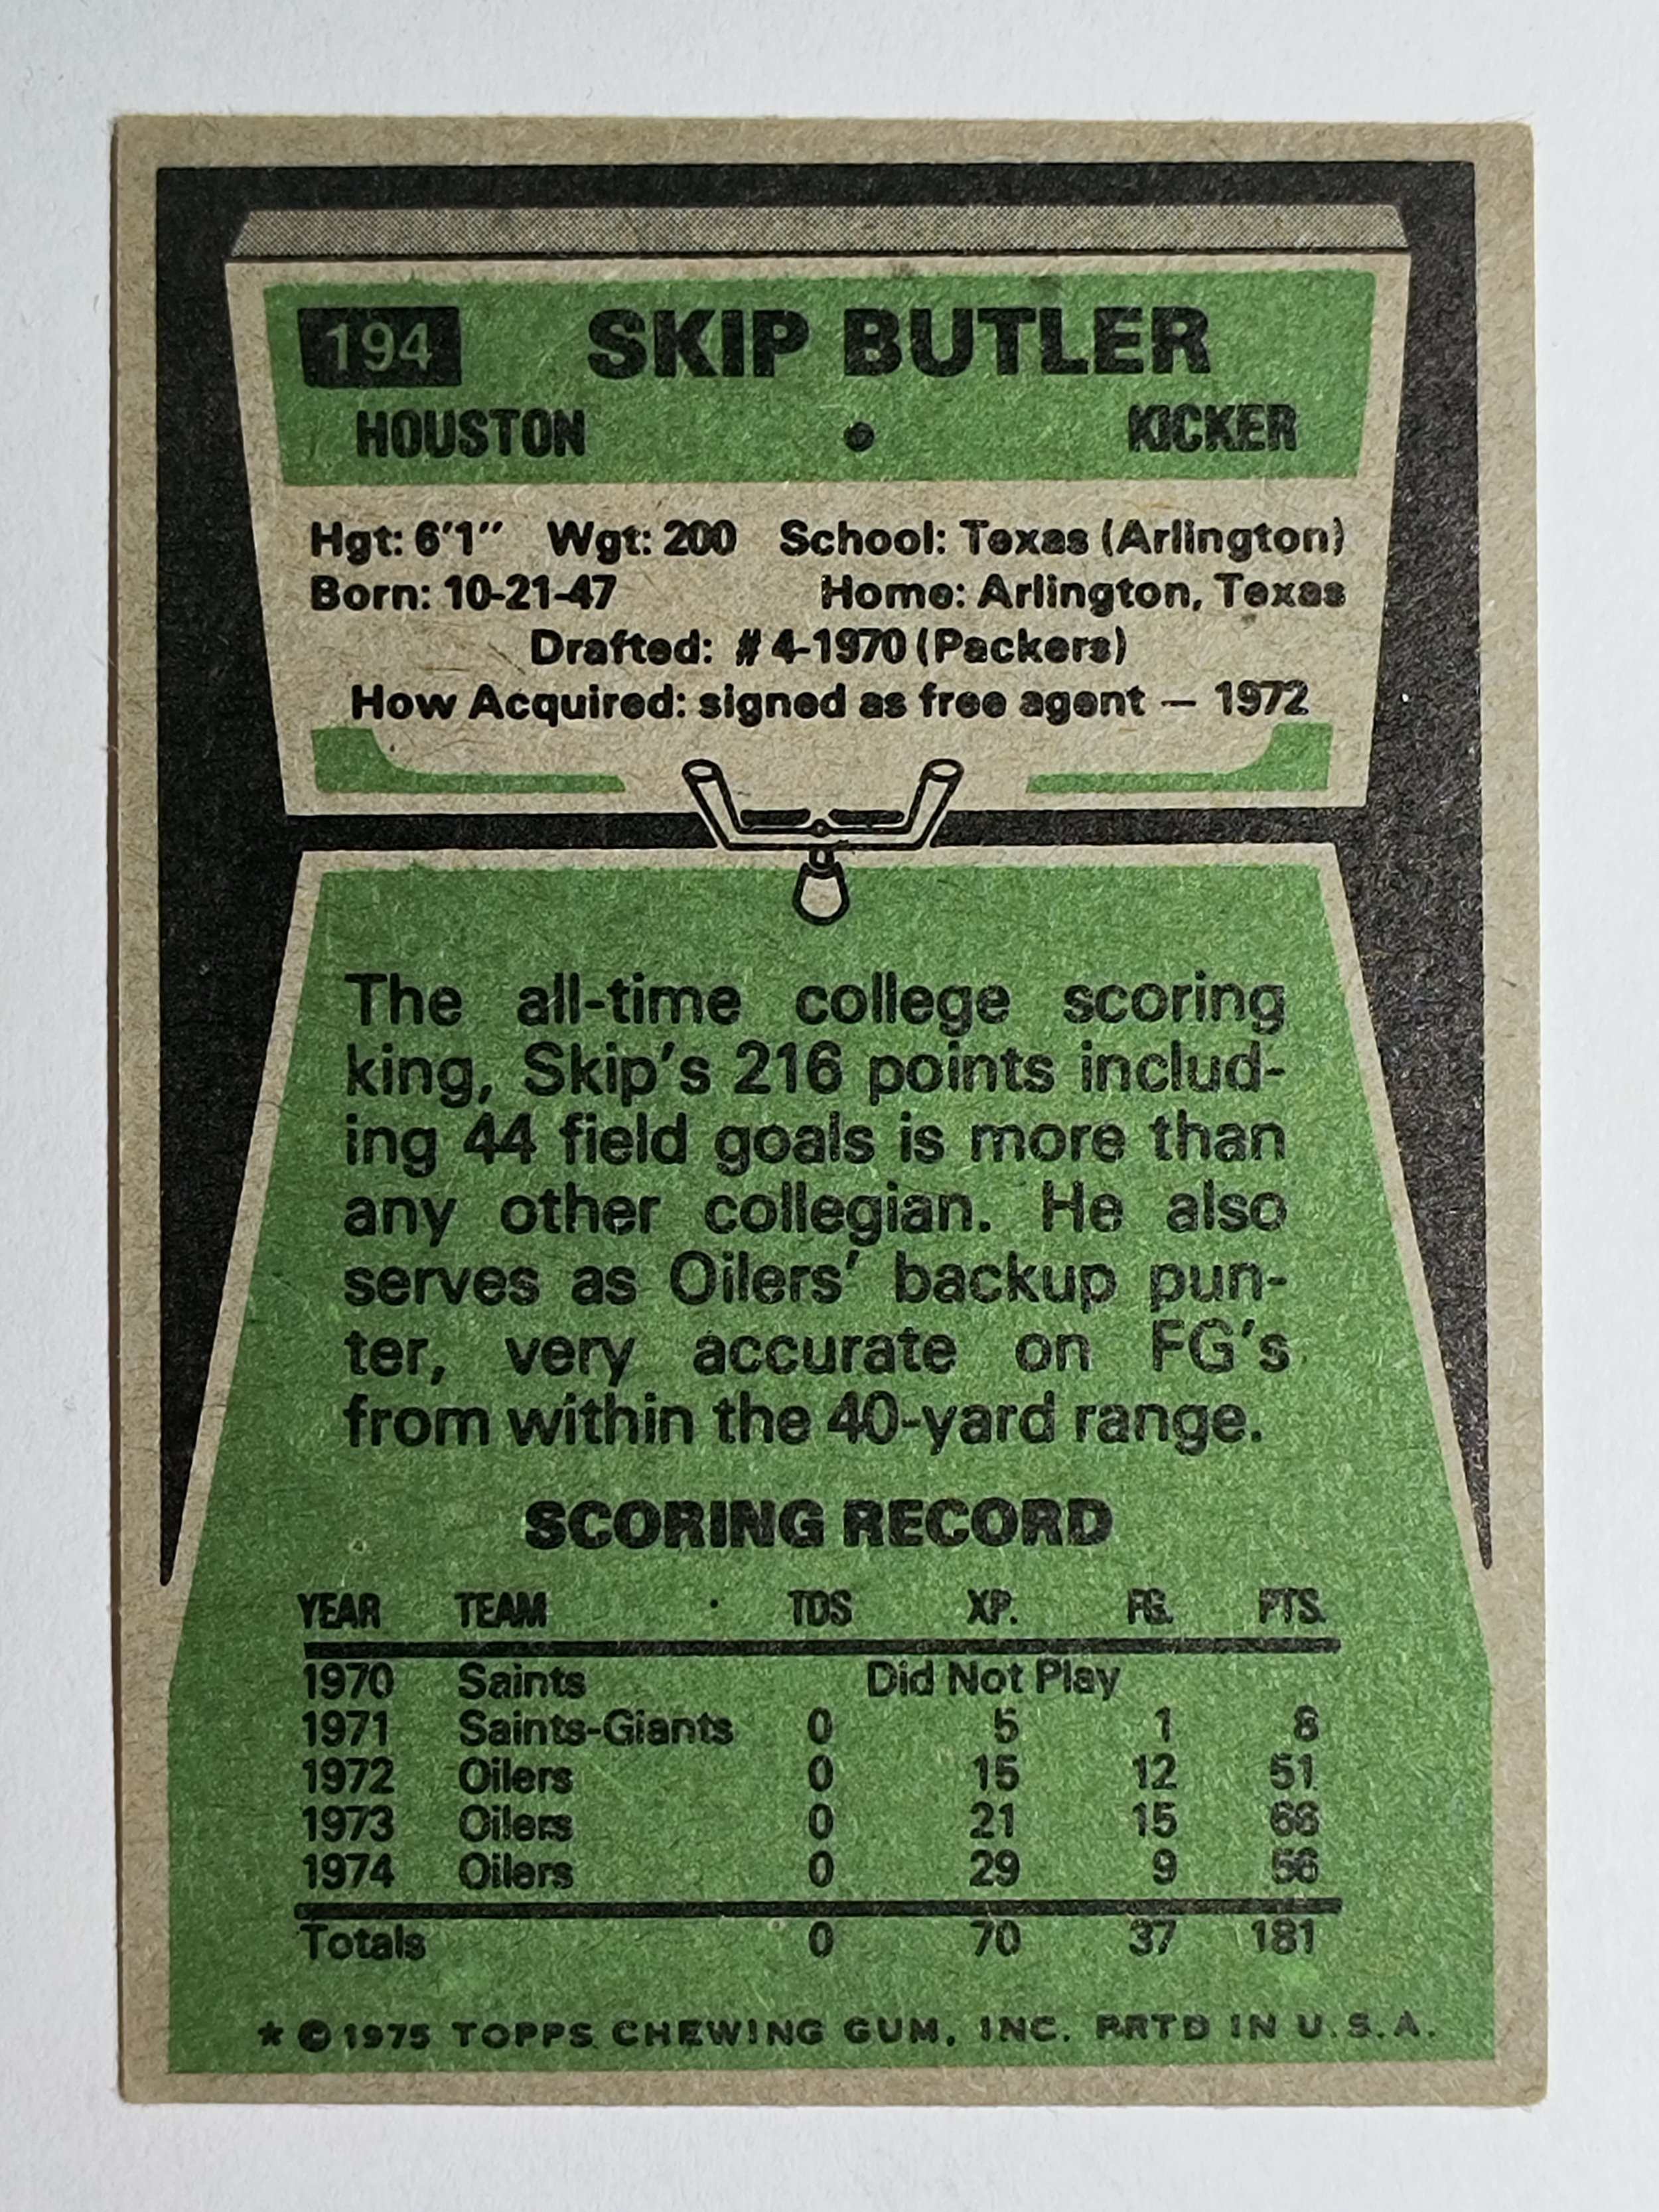 194 SKIP BUTLER
HOUSTON • KICKER
Hgt: 6'1" Wgt: 200 School: Texas (Arlington)
Born: 10-21-47 Home: Arlington, Texas
Drafted: #4-1970 (Packers)
How Acquired: signed as free agent — 1972
The all-time college scoring
king, Skip's 216 points includ-
ing 44 field goals is more than
any other collegian. He also
serves as Oilers' backup pun-
ter, very accurate on FG's
from within the 40-yard range.
SCORING RECORD
YEAR TEAM TDS XP. FG. PTS.
1970 Saints Did Not Play
1971 Saints-Giants 0 5 1 8
1972 Oilers 0 15 12 51
1973 Oilers 0 21 15 66
1974 Oilers 0 29 9 56
Totals 0 70 37 181
* © 1975 TOPPS CHEWING GUM, INC. PRTD IN U.S.A.